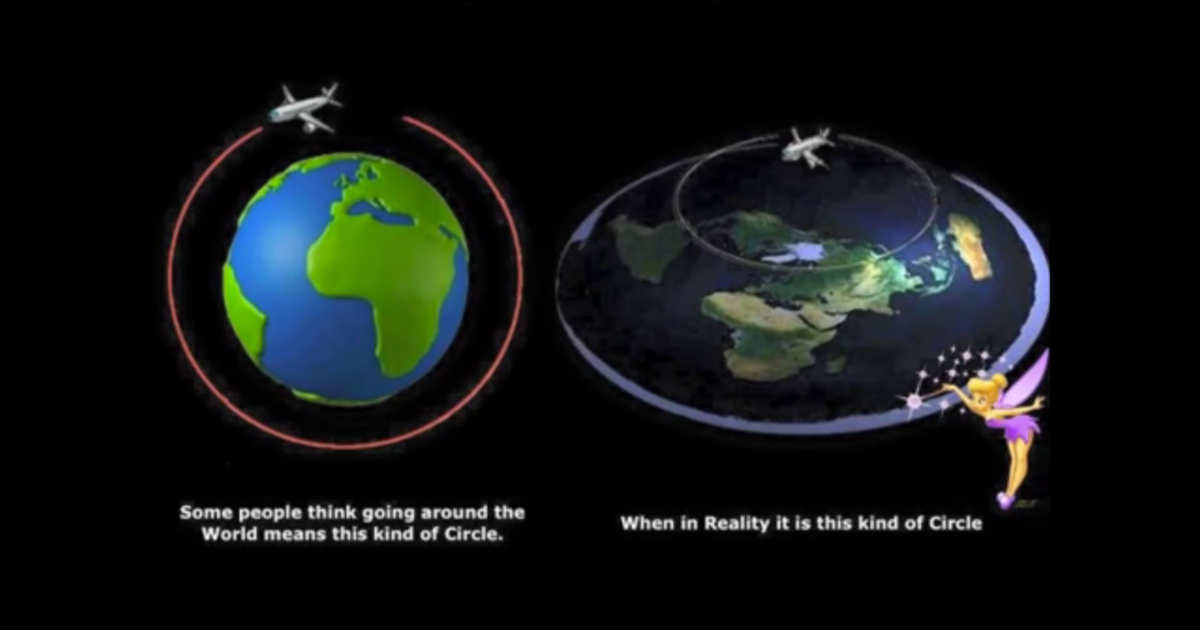 Some people think going around the
World means this kind of Circle.
When in Reality it is this kind of Circle